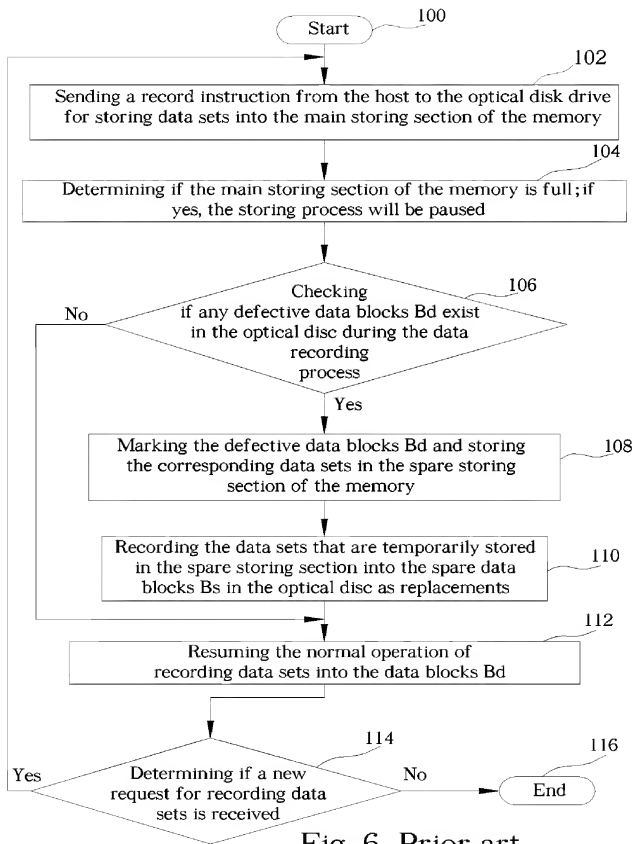 100
Start
102
Sending a record instruction from the host to the optical disk drive
for storing data sets into the main storing section of the memory
104
Determining if the main storing section of the memory is full;if
yes, the storing process will be paused
106
Checking
if any defective data blocks Bd exist
in the optical disc during the data
recording
process
No
Yes
Marking the defective data blocks Bd and storing
the corresponding data sets in the spare storing
section of the memory
108
Recording the data sets that are temporarily stored
in the spare storing section into the spare data
blocks Bs in the optical disc as replacements
110
112
Resuming the normal operation of
recording data sets into the data blocks Bd
114
Determining if a new
request for recording data
sets is received
Yes
No
116
End
Fig. 6 Prior art